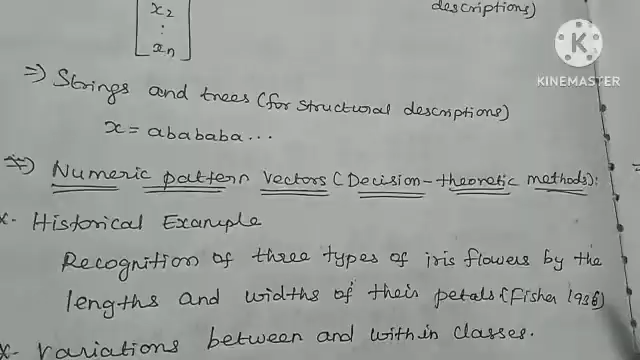 descriptions)
x2
:
xn
K
KINEMASTER
=> Strings and trees (for structural descriptions)
x = abababa...
=> Numeric pattern vectors (Decision-theoretic methods):
x. Historical Example
Recognition of three types of iris flowers by the
lengths and widths of their petals (Fisher 1936)
x. Variations between and within classes.